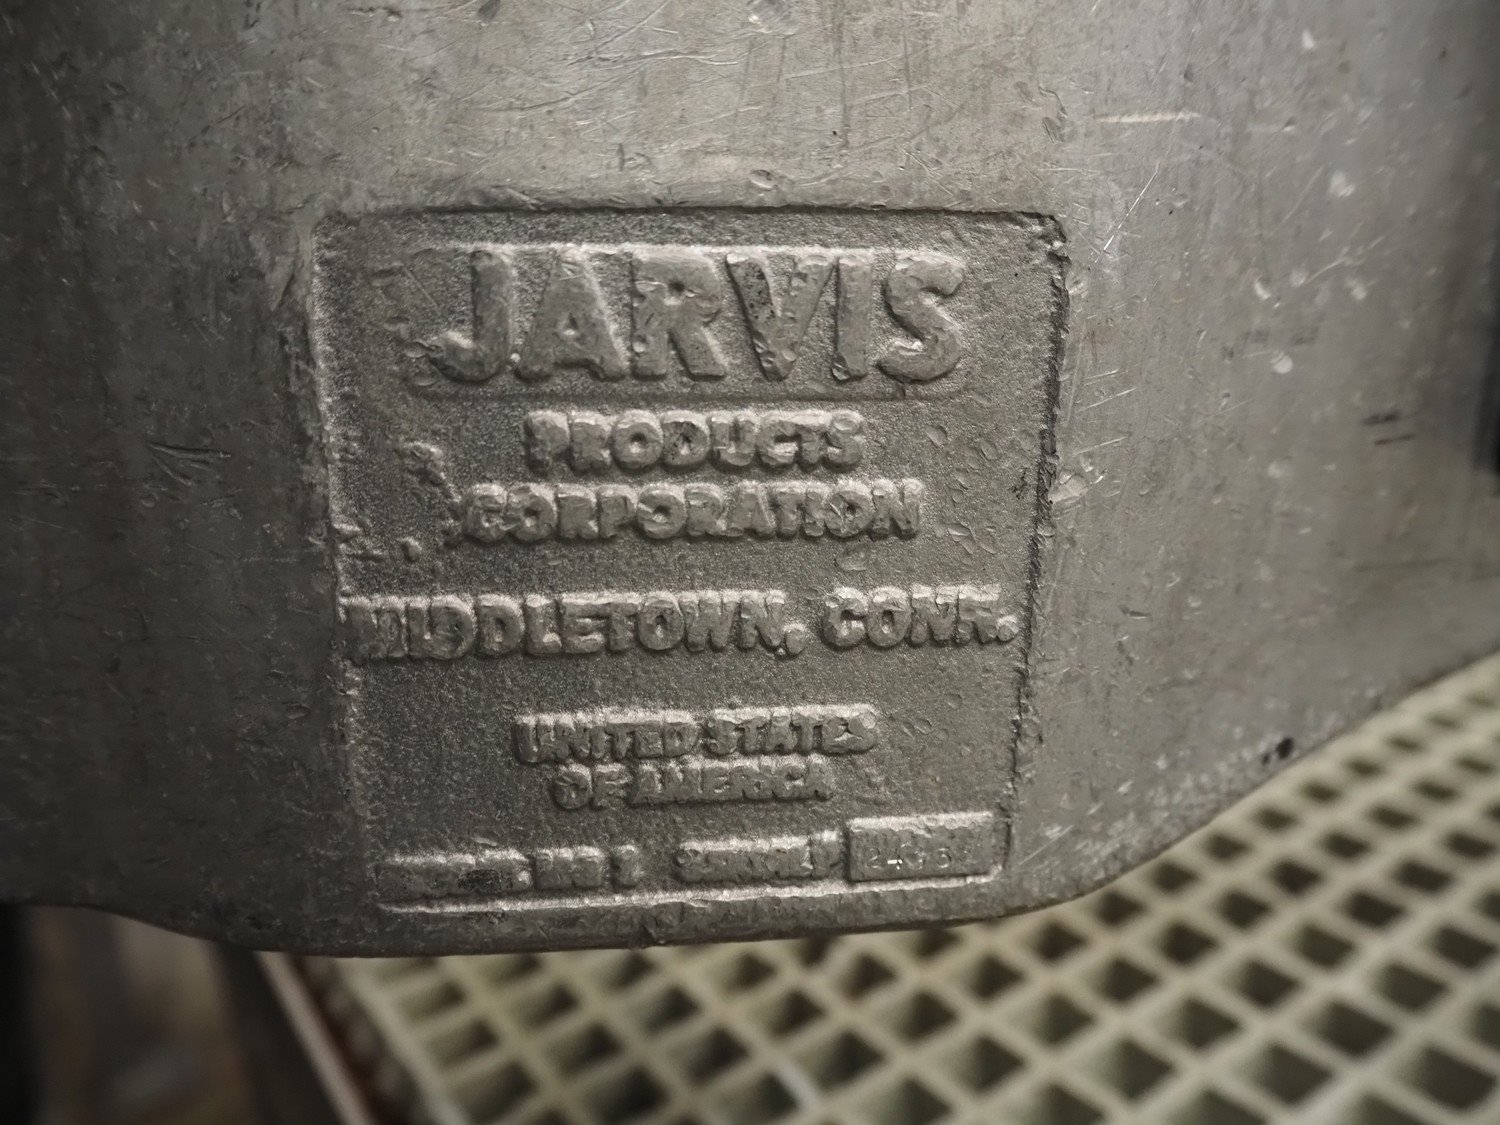 JARVIS
PRODUCTS
CORPORATION
MIDDLETOWN, CONN.
UNITED STATES
OF AMERICA